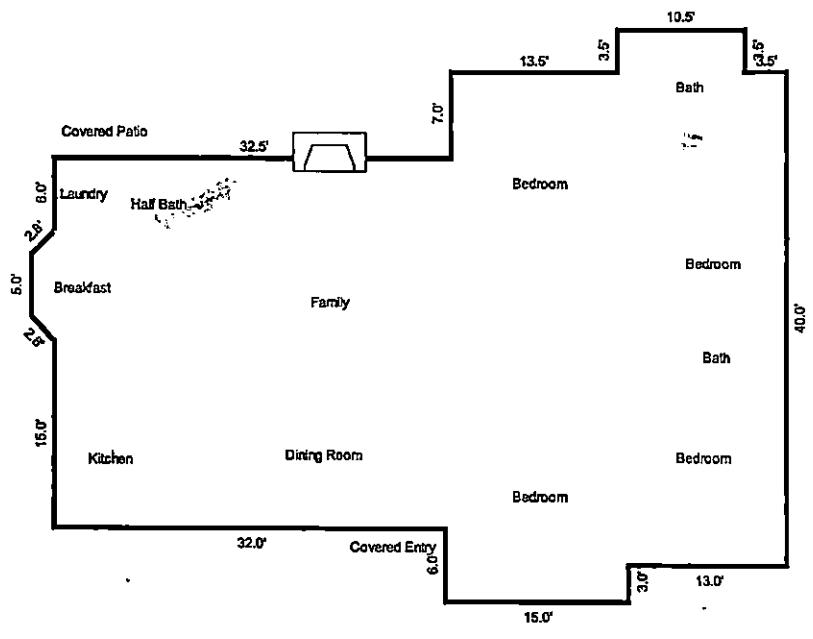 10.5'
3.5'
3.5'
3.5'
13.5'
7.0'
Bath
Covered Patio
32.5'
6.0'
Laundry
Half Bath
Bedroom
2.8'
Breakfast
5.0'
Family
Bedroom
40.0'
2.8'
Bath
15.0'
Kitchen
Dining Room
Bedroom
Bedroom
32.0'
Covered Entry
6.0'
3.0'
13.0'
15.0'